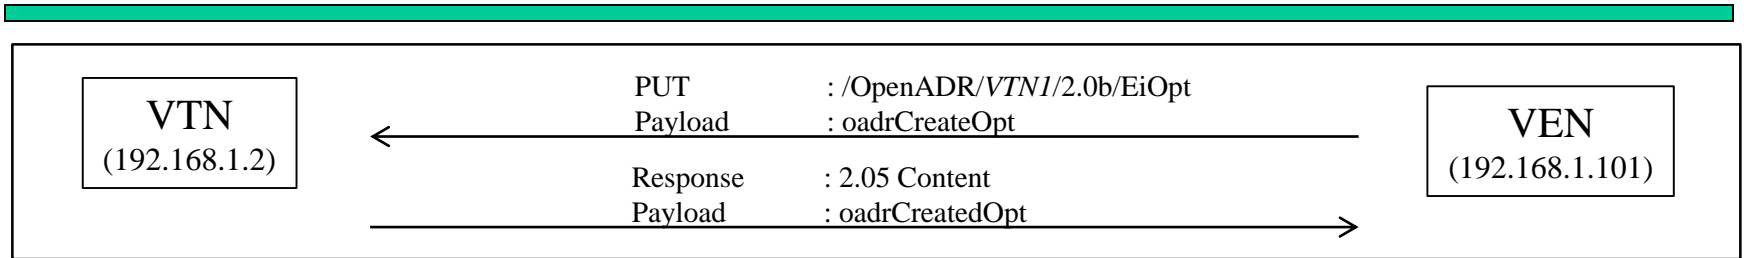 VTN
(192.168.1.2)
PUT : /OpenADR/VTN1/2.0b/EiOpt
Payload : oadrCreateOpt
Response : 2.05 Content
Payload : oadrCreatedOpt
VEN
(192.168.1.101)